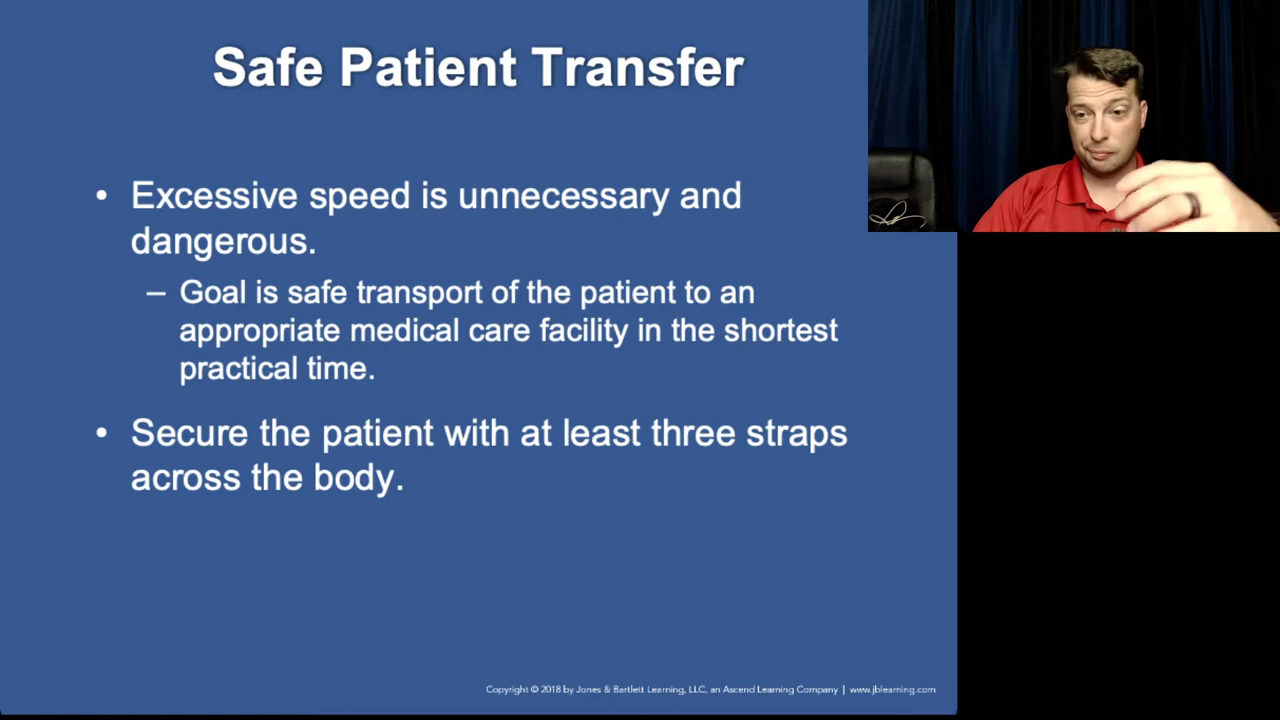 Safe Patient Transfer
• Excessive speed is unnecessary and
dangerous.
– Goal is safe transport of the patient to an
appropriate medical care facility in the shortest
practical time.
• Secure the patient with at least three straps
across the body.
Copyright © 2018 by Jones & Bartlett Learning, LLC, an Ascend Learning Company | www.jblearning.com